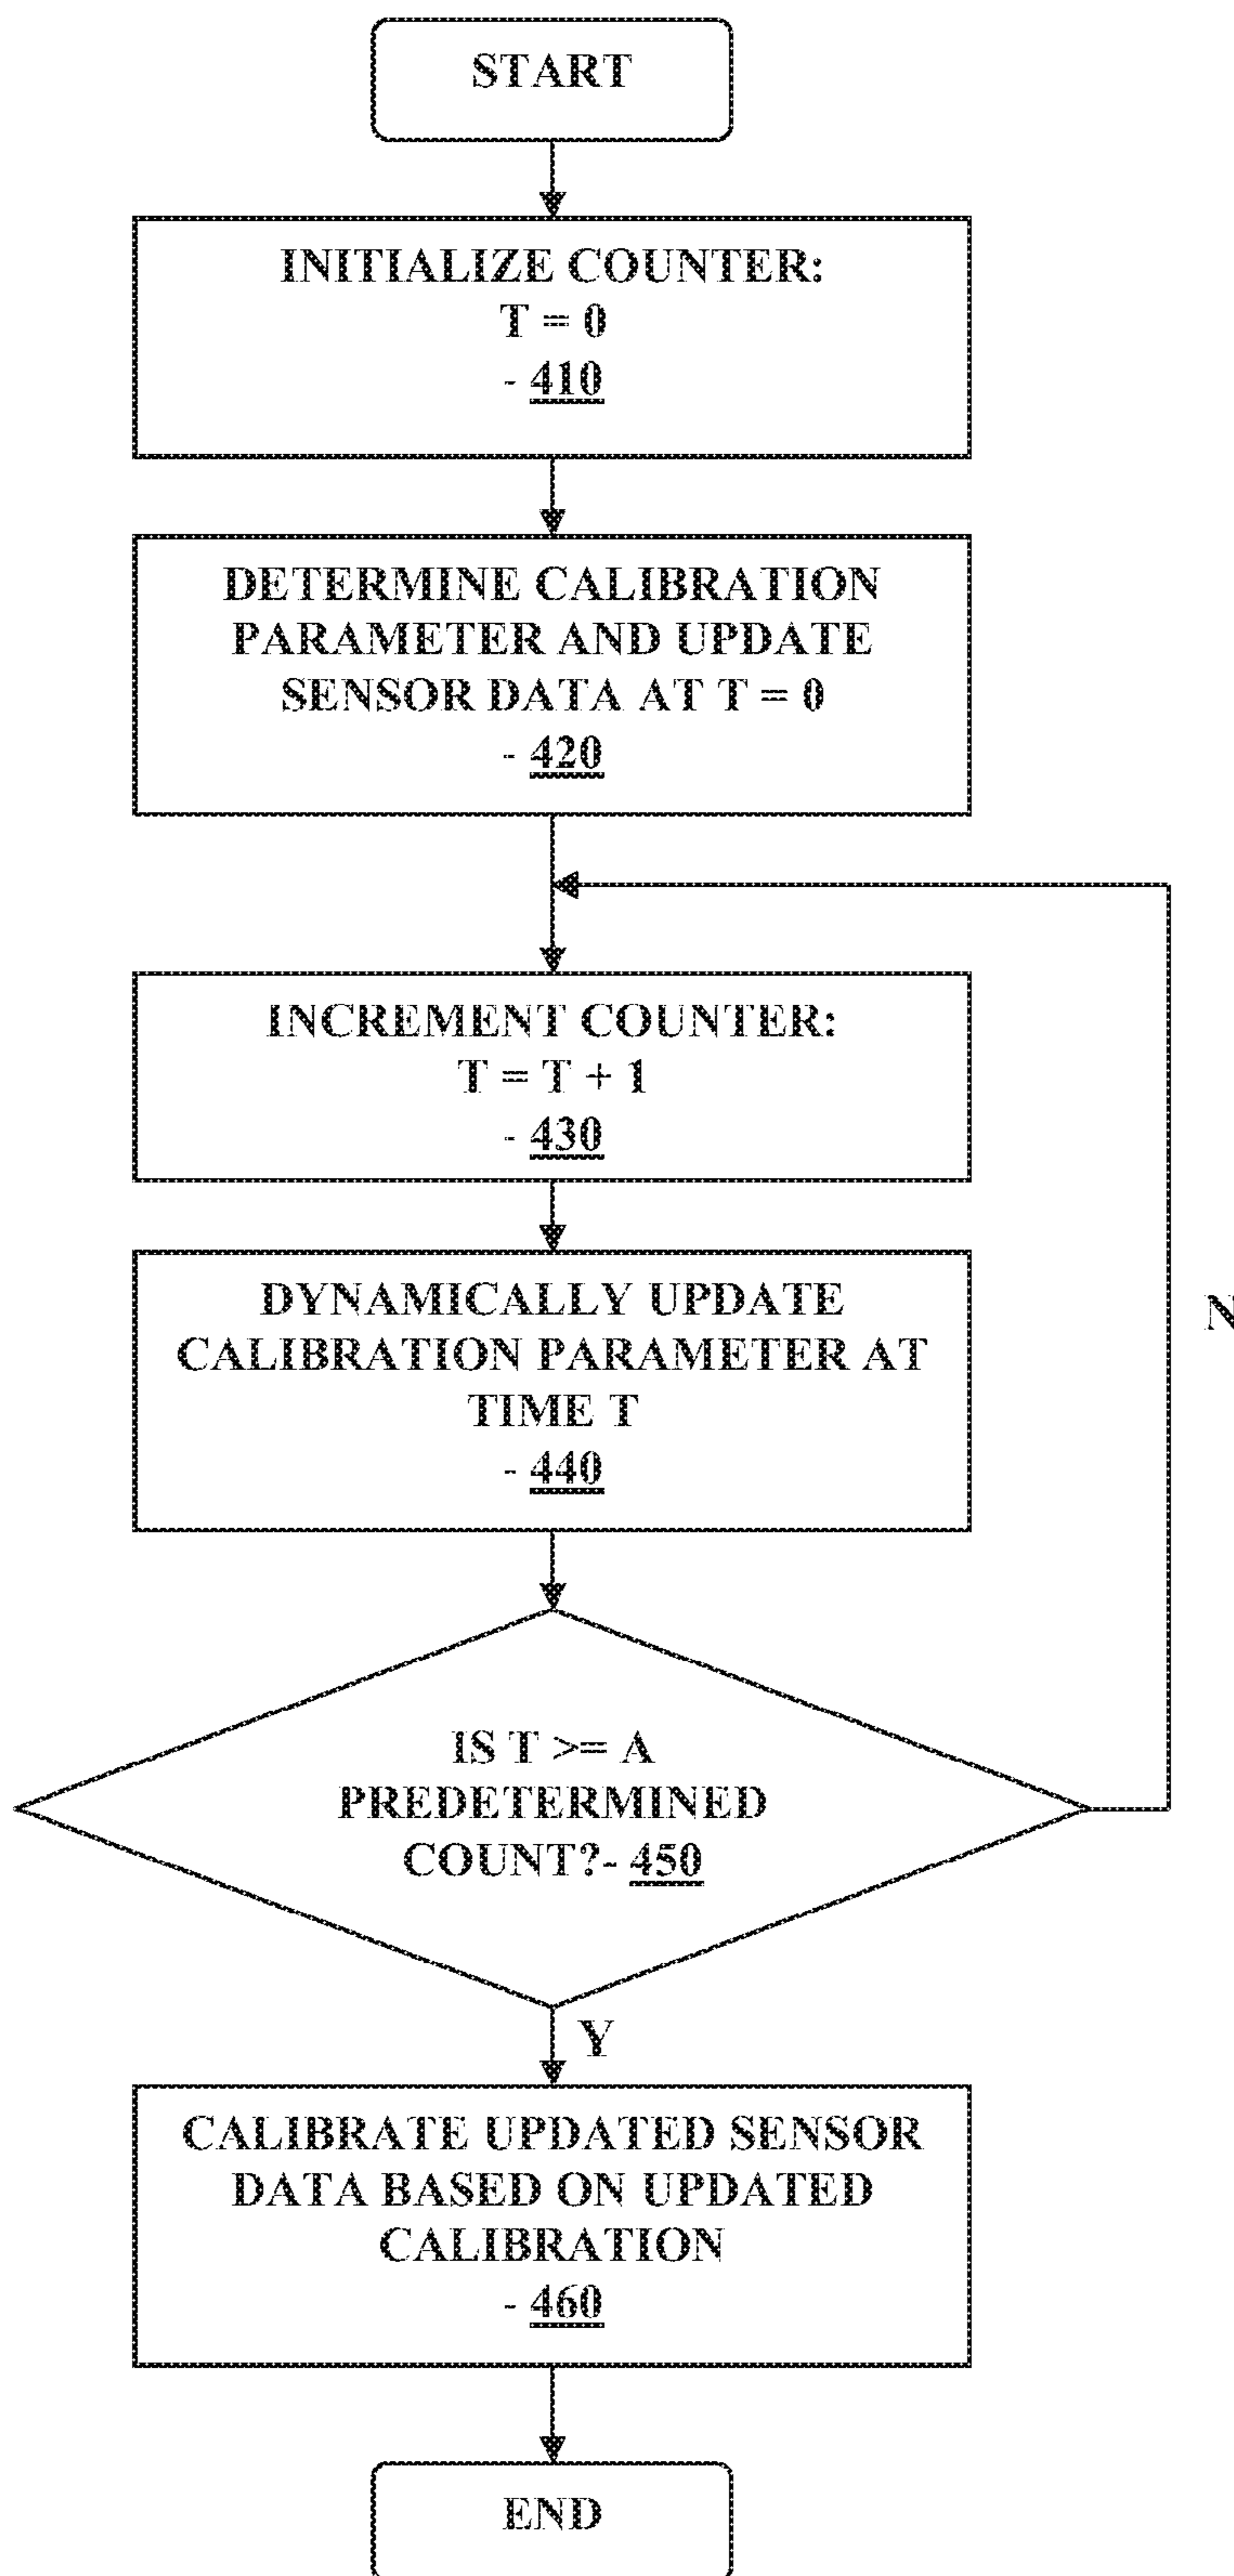 START
INITIALIZE COUNTER:
T = 0
- 410
DETERMINE CALIBRATION
PARAMETER AND UPDATE
SENSOR DATA AT T = 0
- 420
INCREMENT COUNTER:
T = T + 1
- 430
DYNAMICALLY UPDATE
CALIBRATION PARAMETER AT
TIME T
- 440
N
IS T >= A
PREDETERMINED
COUNT?- 450
Y
CALIBRATE UPDATED SENSOR
DATA BASED ON UPDATED
CALIBRATION
- 460
END